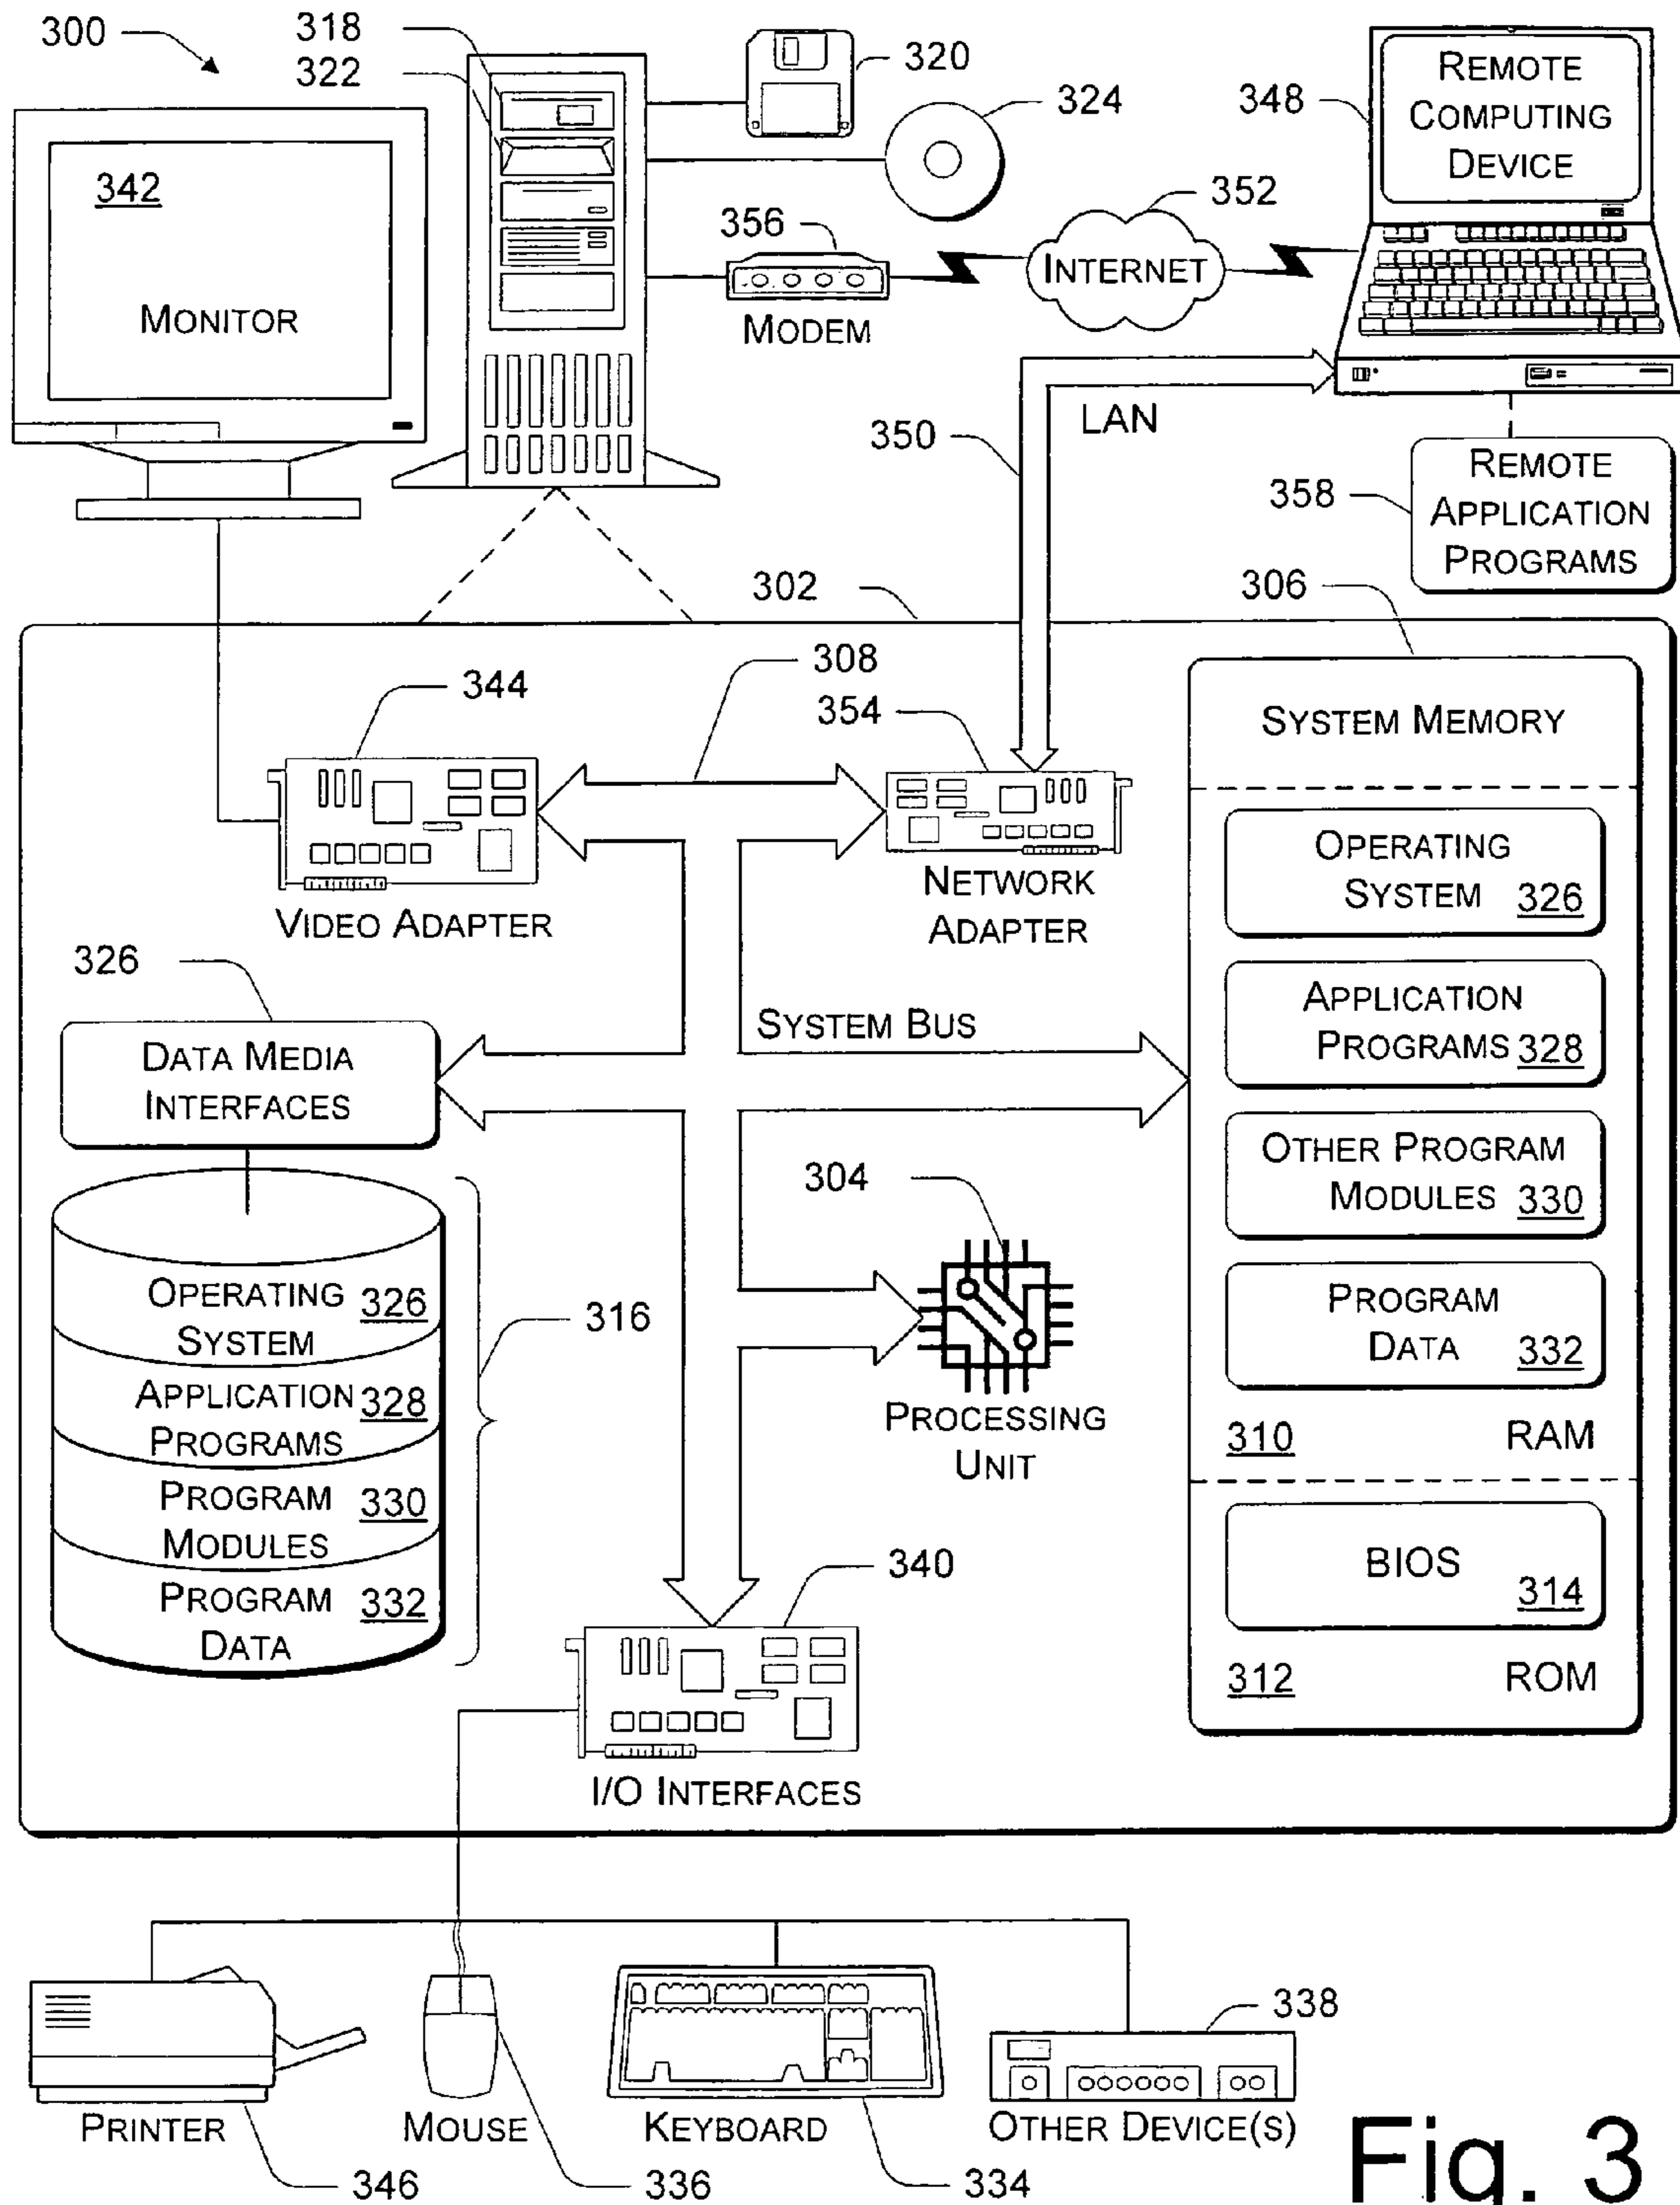 300
318
322
320
324
348
REMOTE
COMPUTING
DEVICE
342
MONITOR
356
MODEM
352
INTERNET
350
LAN
358
REMOTE
APPLICATION
PROGRAMS
302
306
344
308
354
VIDEO ADAPTER
NETWORK
ADAPTER
SYSTEM MEMORY
OPERATING
SYSTEM 326
APPLICATION
PROGRAMS 328
OTHER PROGRAM
MODULES 330
PROGRAM
DATA 332
310 RAM
BIOS
314
312 ROM
326
DATA MEDIA
INTERFACES
SYSTEM BUS
OPERATING 326
SYSTEM
APPLICATION 328
PROGRAMS
PROGRAM 330
MODULES
PROGRAM 332
DATA
316
304
PROCESSING
UNIT
340
I/O INTERFACES
PRINTER
346
MOUSE
336
KEYBOARD
334
338
OTHER DEVICE(S)
Fig. 3